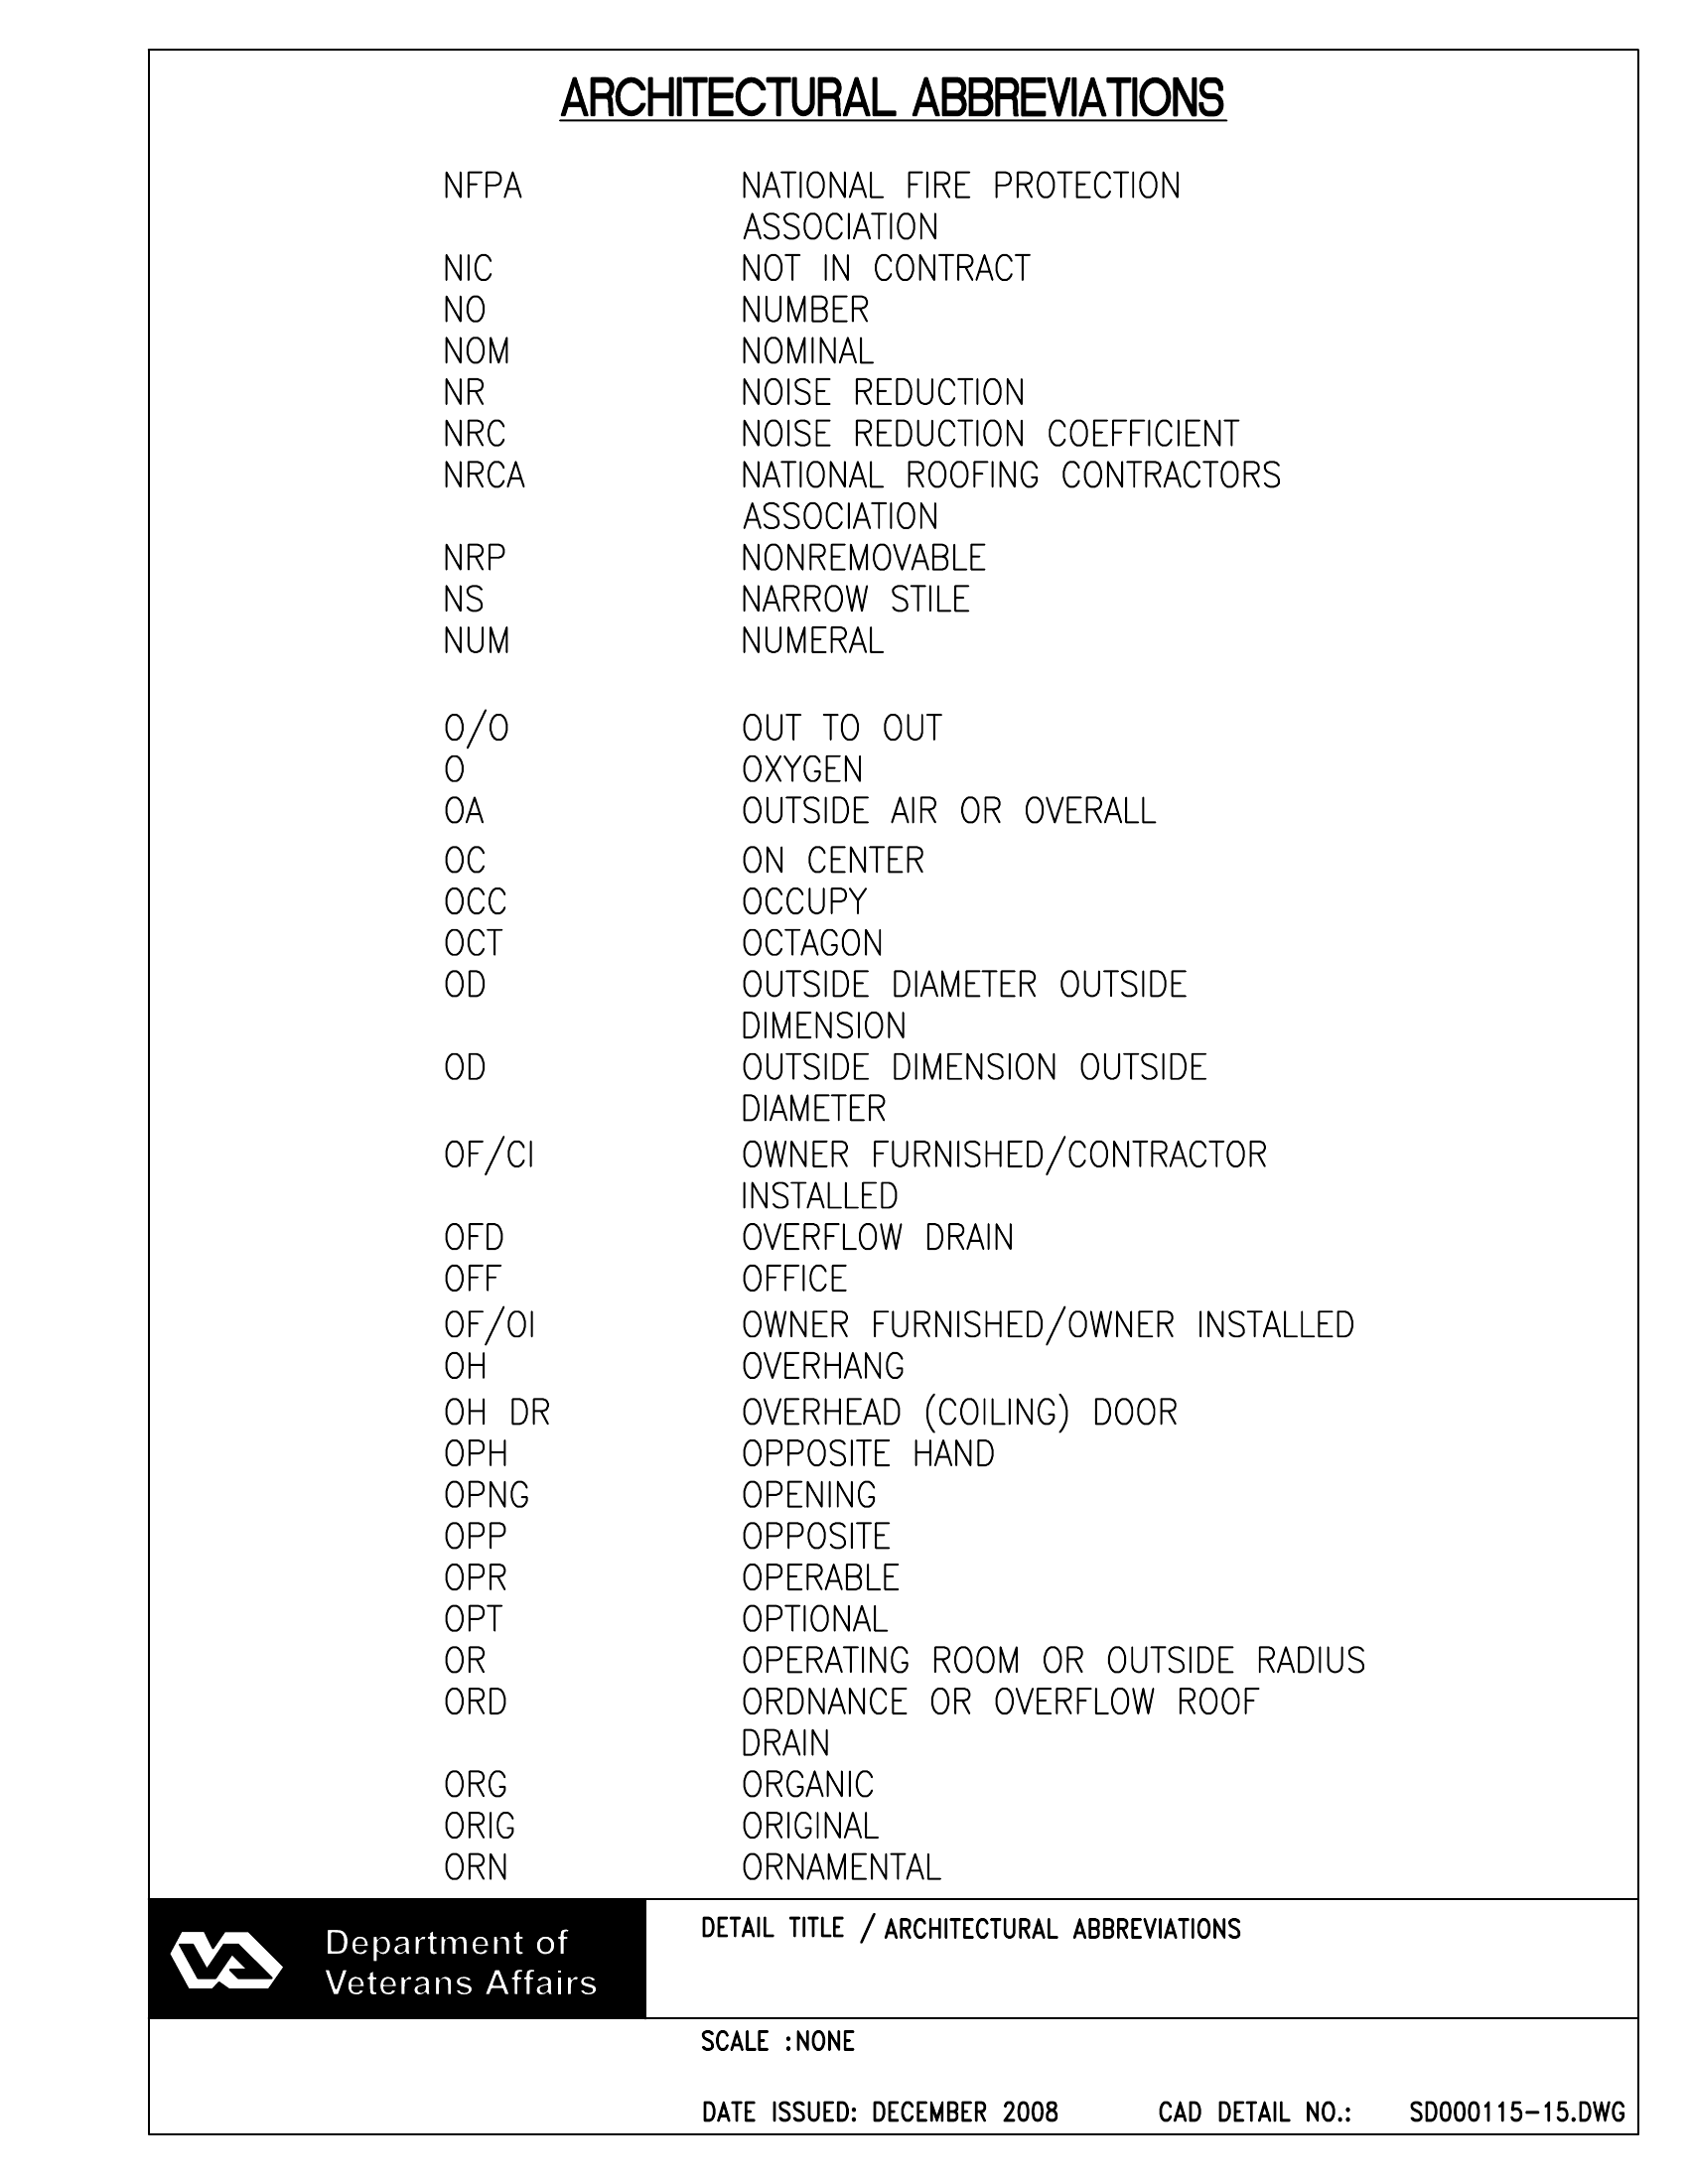 ARCHITECTURAL ABBREVIATIONS
NFPA NATIONAL FIRE PROTECTION
ASSOCIATION
NIC NOT IN CONTRACT
NO NUMBER
NOM NOMINAL
NR NOISE REDUCTION
NRC NOISE REDUCTION COEFFICIENT
NRCA NATIONAL ROOFING CONTRACTORS
ASSOCIATION
NRP NONREMOVABLE
NS NARROW STILE
NUM NUMERAL
O/O OUT TO OUT
O OXYGEN
OA OUTSIDE AIR OR OVERALL
OC ON CENTER
OCC OCCUPY
OCT OCTAGON
OD OUTSIDE DIAMETER OUTSIDE
DIMENSION
OD OUTSIDE DIMENSION OUTSIDE
DIAMETER
OF/CI OWNER FURNISHED/CONTRACTOR
INSTALLED
OFD OVERFLOW DRAIN
OFF OFFICE
OF/OI OWNER FURNISHED/OWNER INSTALLED
OH OVERHANG
OH DR OVERHEAD (COILING) DOOR
OPH OPPOSITE HAND
OPNG OPENING
OPP OPPOSITE
OPR OPERABLE
OPT OPTIONAL
OR OPERATING ROOM OR OUTSIDE RADIUS
ORD ORDNANCE OR OVERFLOW ROOF
DRAIN
ORG ORGANIC
ORIG ORIGINAL
ORN ORNAMENTAL
Department of
Veterans Affairs
DETAIL TITLE / ARCHITECTURAL ABBREVIATIONS
SCALE :NONE
DATE ISSUED: DECEMBER 2008 CAD DETAIL NO.: SD000115-15.DWG